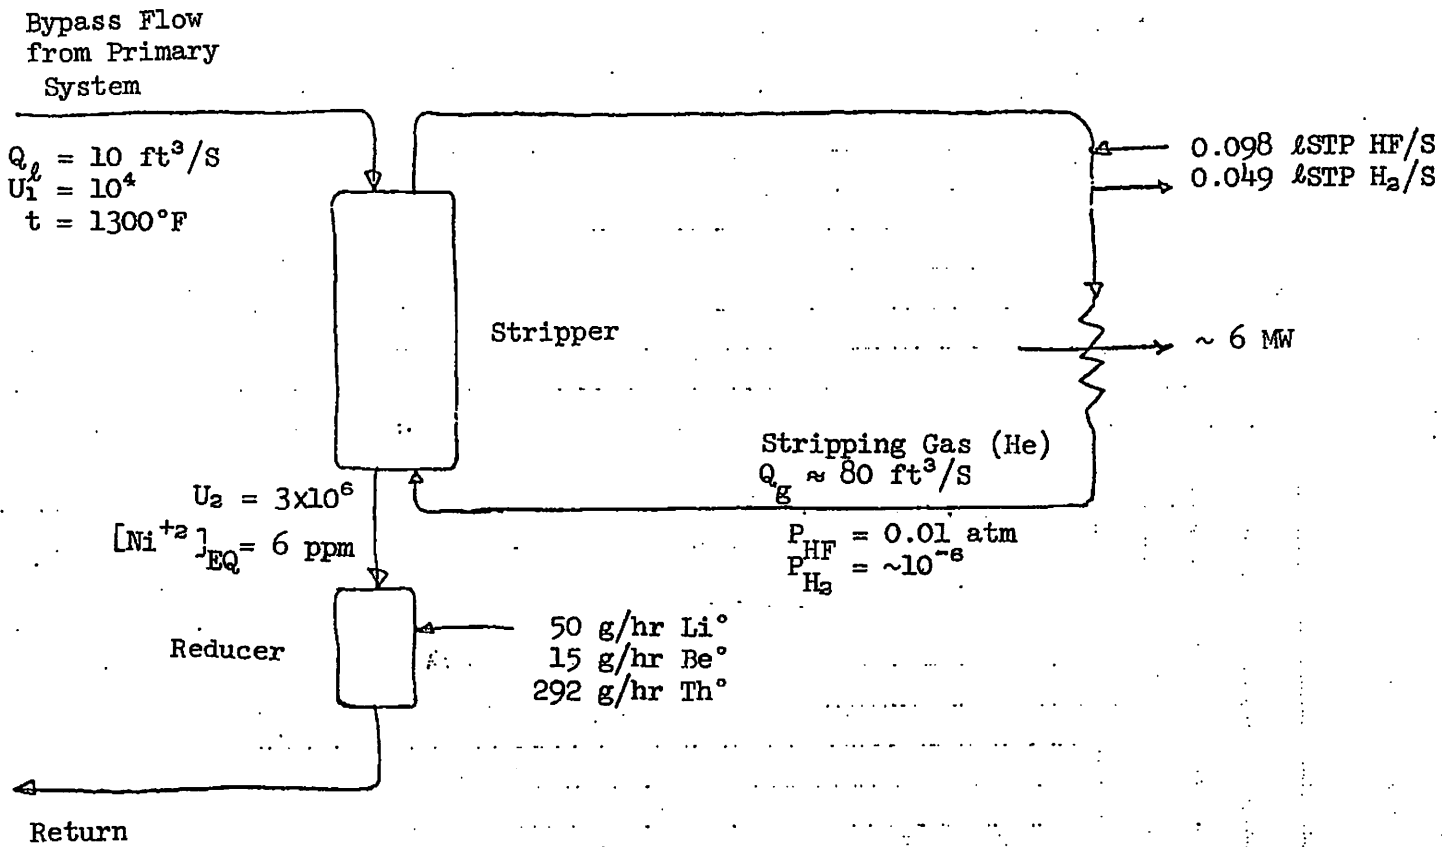 Bypass Flow
from Primary
System
Qℓ = 10 ft³/S
U₁ = 10⁴
t = 1300°F
0.098 ℓSTP HF/S
0.049 ℓSTP H₂/S
Stripper
~ 6 MW
Stripping Gas (He)
Q_g ≈ 80 ft³/S
U₂ = 3x10⁶
[Ni⁺²]_EQ = 6 ppm
P_HF = 0.01 atm
P_H₂ = ~10⁻⁶
Reducer
50 g/hr Li°
15 g/hr Be°
292 g/hr Th°
Return